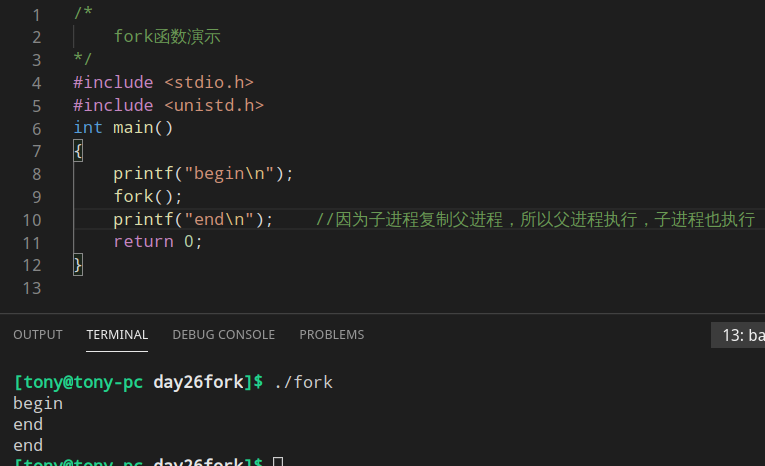 1 /*
2 fork函数演示
3 */
4 #include <stdio.h>
5 #include <unistd.h>
6 int main()
7 {
8 printf("begin\n");
9 fork();
10 printf("end\n"); //因为子进程复制父进程，所以父进程执行，子进程也执行
11 return 0;
12 }
13
OUTPUT TERMINAL DEBUG CONSOLE PROBLEMS 13: ba
[tony@tony-pc day26fork]$ ./fork
begin
end
end
[tony@tony-pc day26fork]$